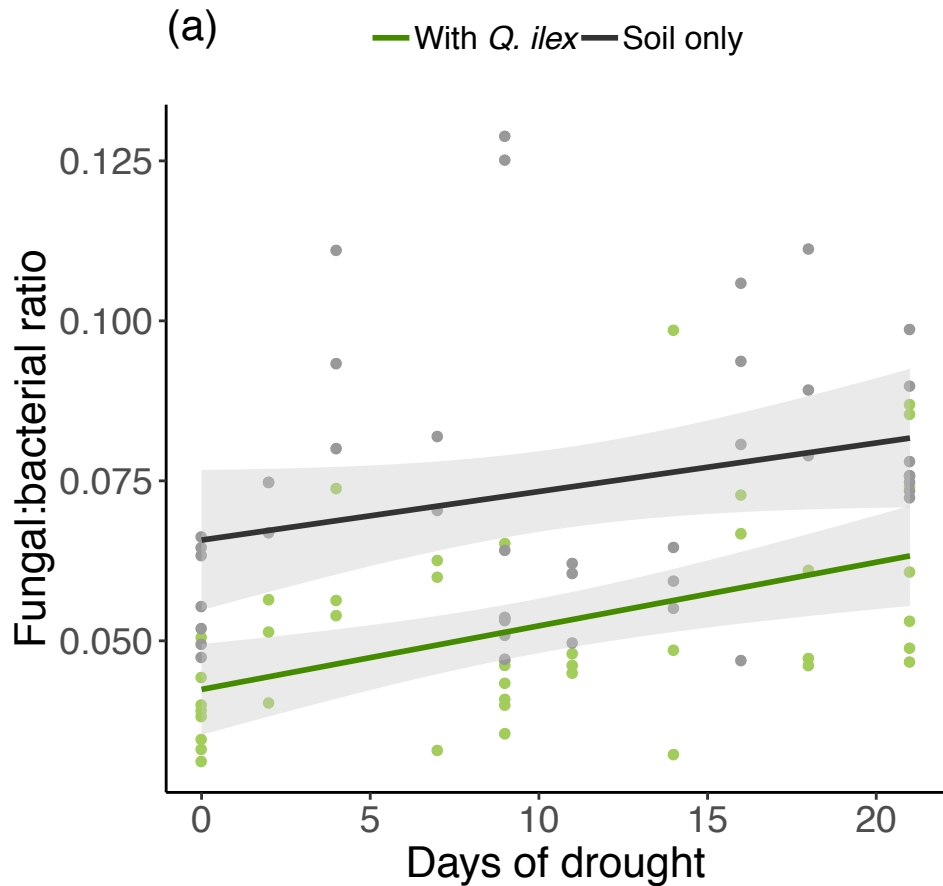 (a)
With Q. ilex Soil only
0.125
0.100
0.075
0.050
Fungal:bacterial ratio
0 5 10 15 20
Days of drought